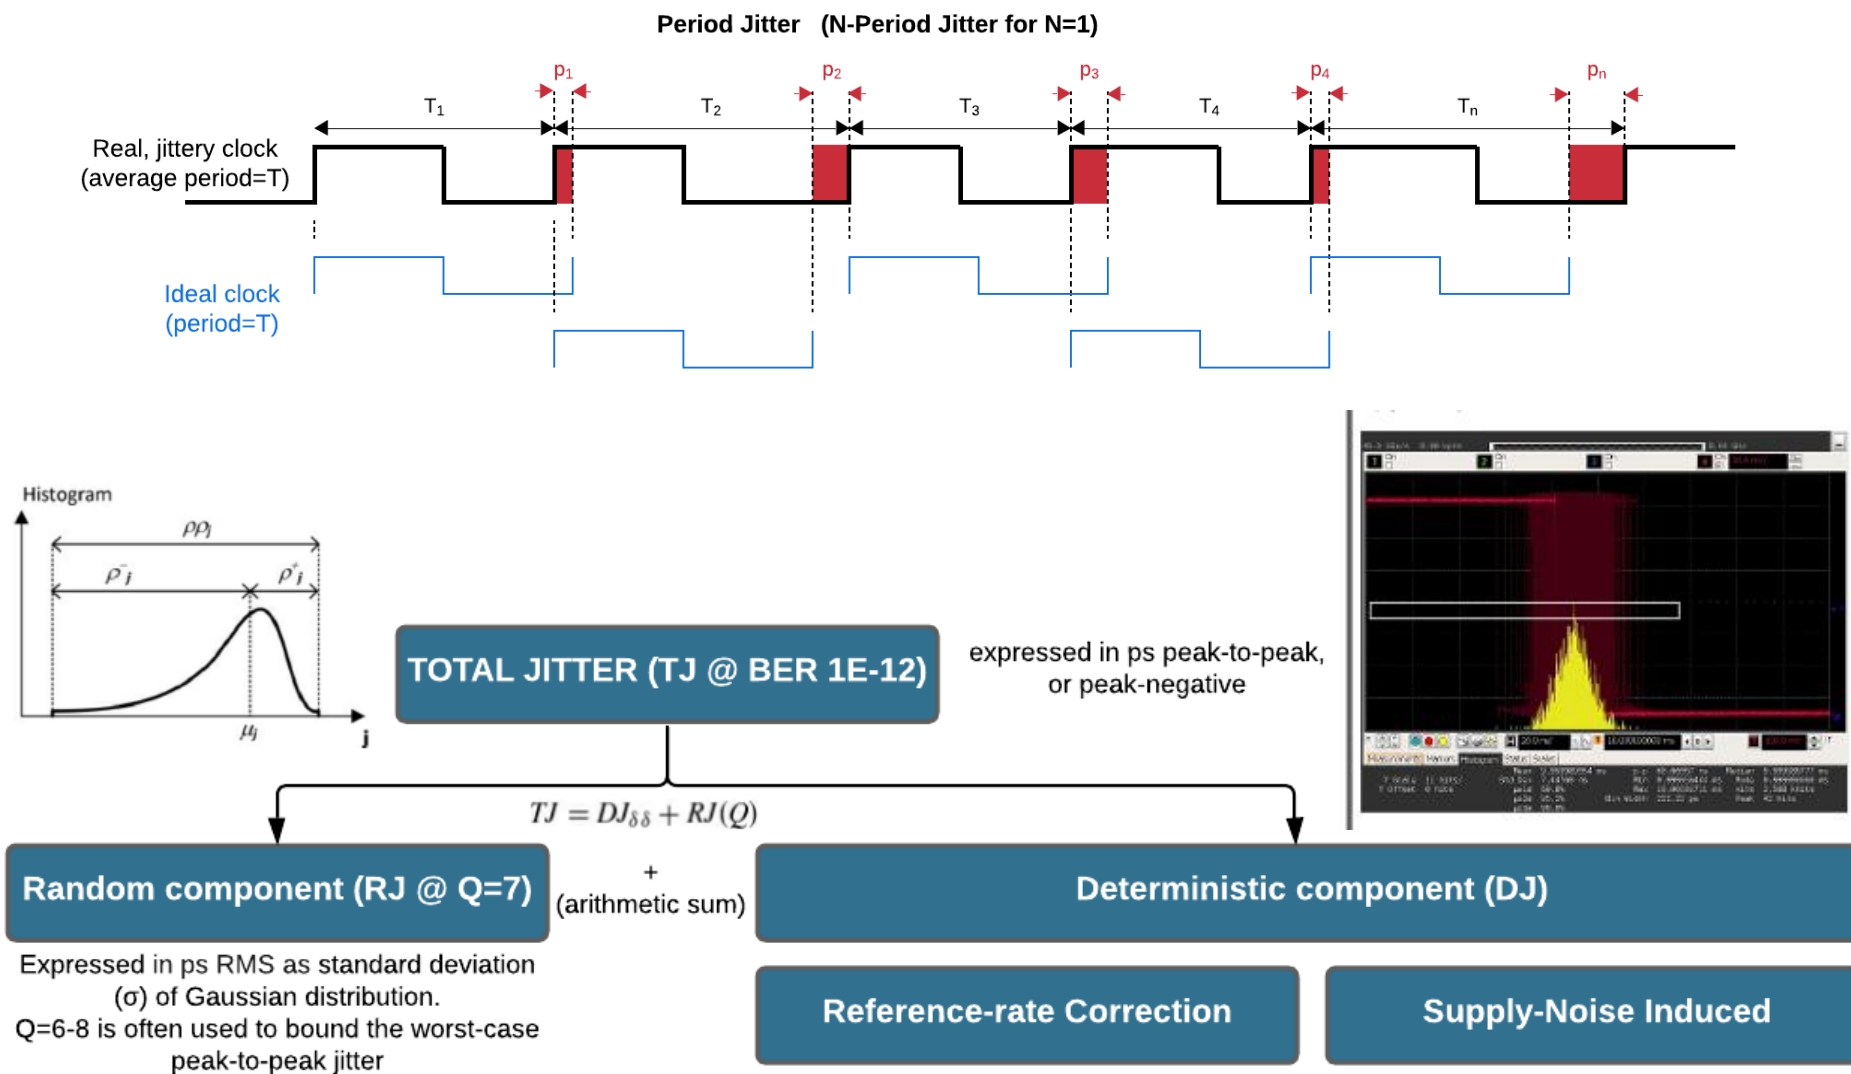 Period Jitter (N-Period Jitter for N=1)
p1 p2 p3 p4 pn
T1 T2 T3 T4 Tn
Real, jittery clock
(average period=T)
Ideal clock
(period=T)
Histogram
ρρj
ρ⁻j ρ⁺j
μj
j
TOTAL JITTER (TJ @ BER 1E-12)
expressed in ps peak-to-peak,
or peak-negative
TJ = DJδδ + RJ(Q)
Random component (RJ @ Q=7)
+
(arithmetic sum)
Deterministic component (DJ)
Expressed in ps RMS as standard deviation
(σ) of Gaussian distribution.
Q=6-8 is often used to bound the worst-case
peak-to-peak jitter
Reference-rate Correction
Supply-Noise Induced
1 2 3
Histogram